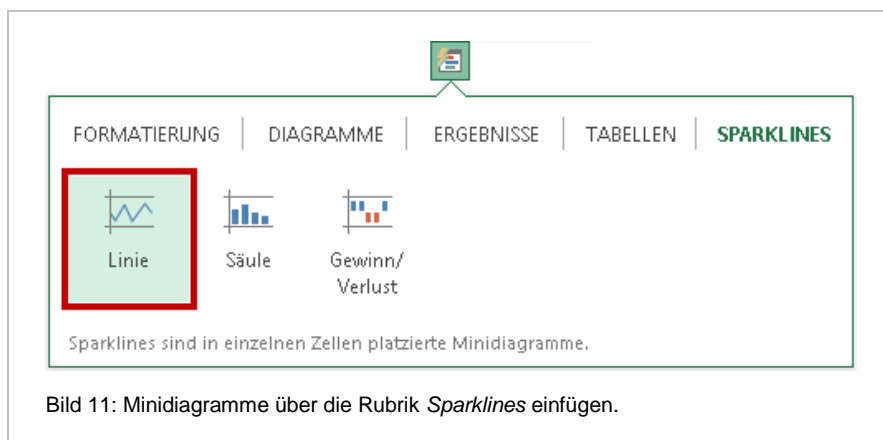 FORMATIERUNG DIAGRAMME ERGEBNISSE TABELLEN SPARKLINES
Linie Säule Gewinn/
Verlust
Sparklines sind in einzelnen Zellen platzierte Minidiagramme.
Bild 11: Minidiagramme über die Rubrik Sparklines einfügen.